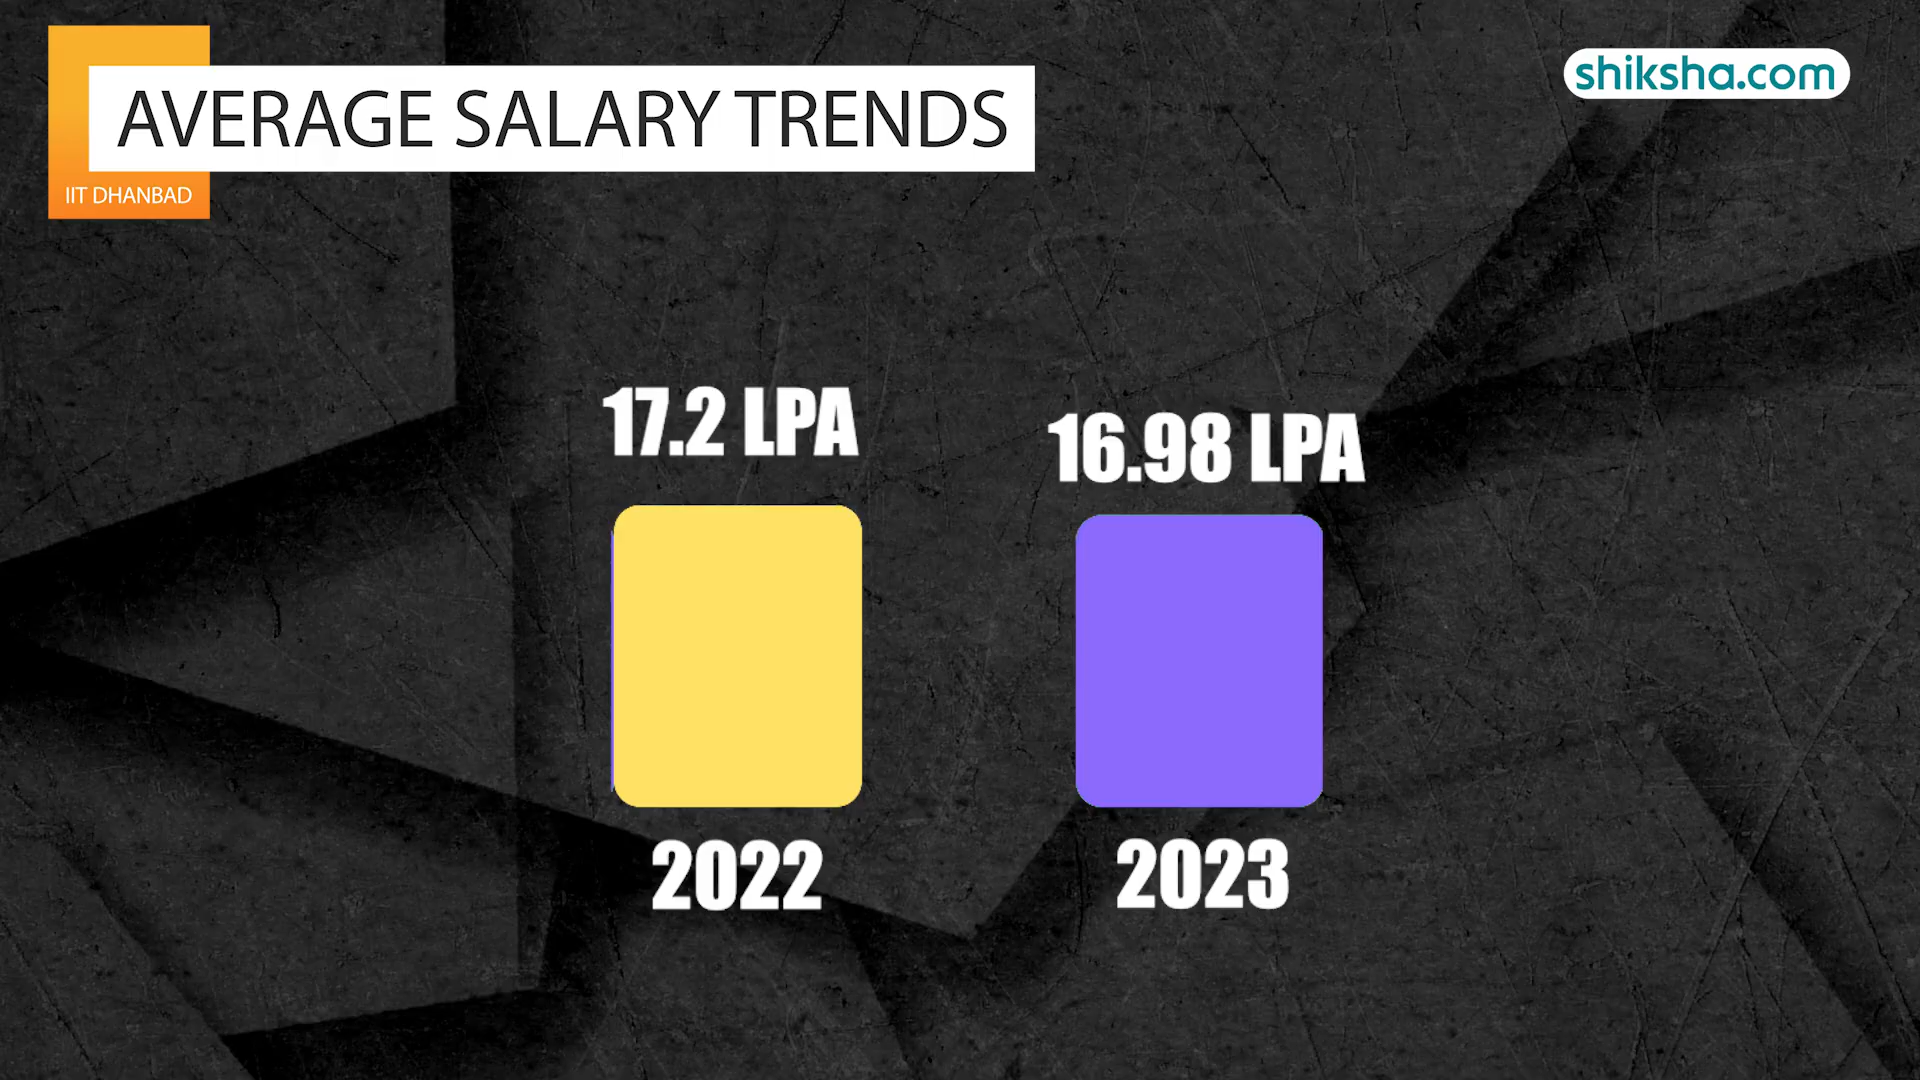 AVERAGE SALARY TRENDS
IIT DHANBAD
shiksha.com
17.2 LPA
16.98 LPA
2022
2023